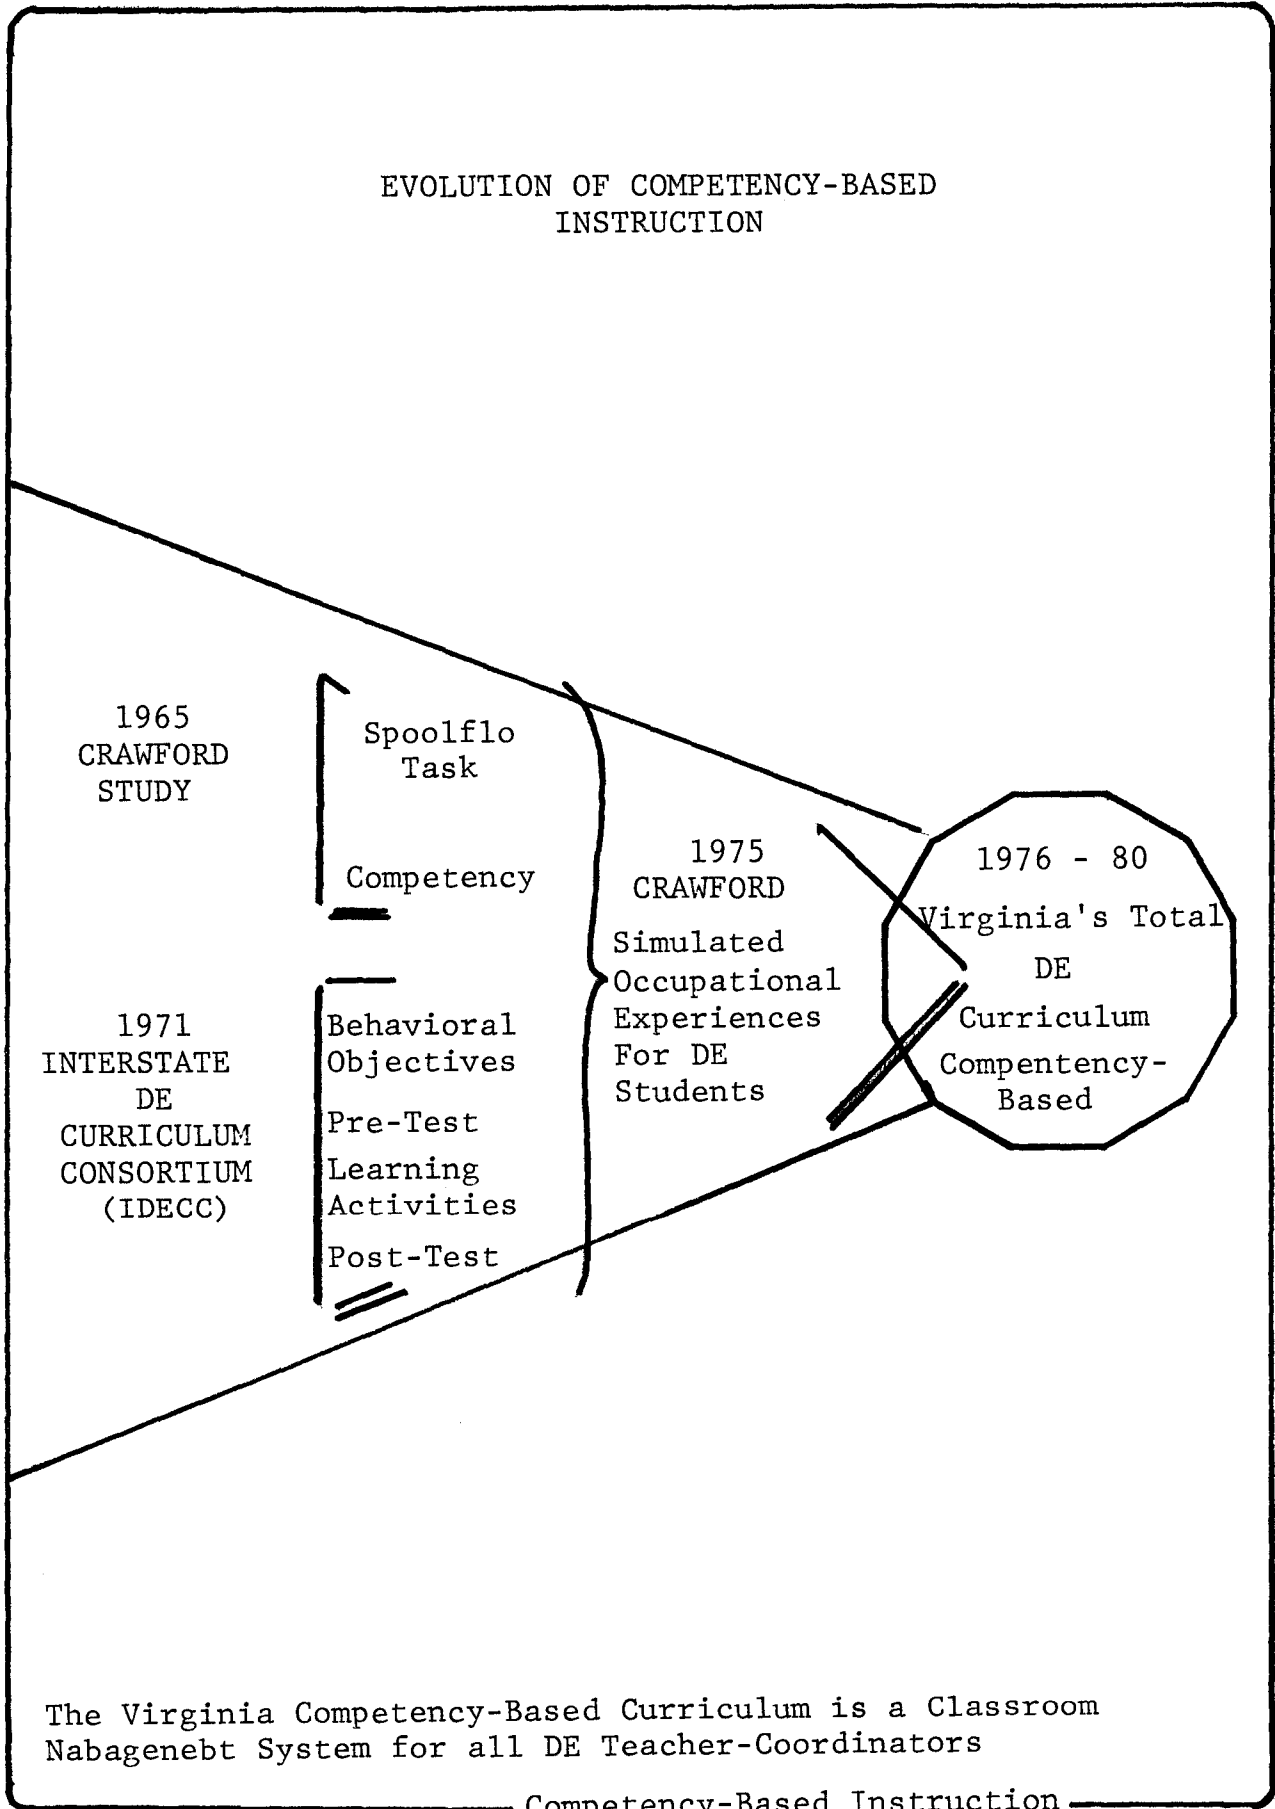 EVOLUTION OF COMPETENCY-BASED
INSTRUCTION
1965
CRAWFORD
STUDY
Spoolflo
Task
Competency
1971
INTERSTATE
DE
CURRICULUM
CONSORTIUM
(IDECC)
Behavioral
Objectives
Pre-Test
Learning
Activities
Post-Test
1975
CRAWFORD
Simulated
Occupational
Experiences
For DE
Students
1976 - 80
Virginia's Total
DE
Curriculum
Compentency-
Based
The Virginia Competency-Based Curriculum is a Classroom
Nabagenebt System for all DE Teacher-Coordinators
Competency-Based Instruction